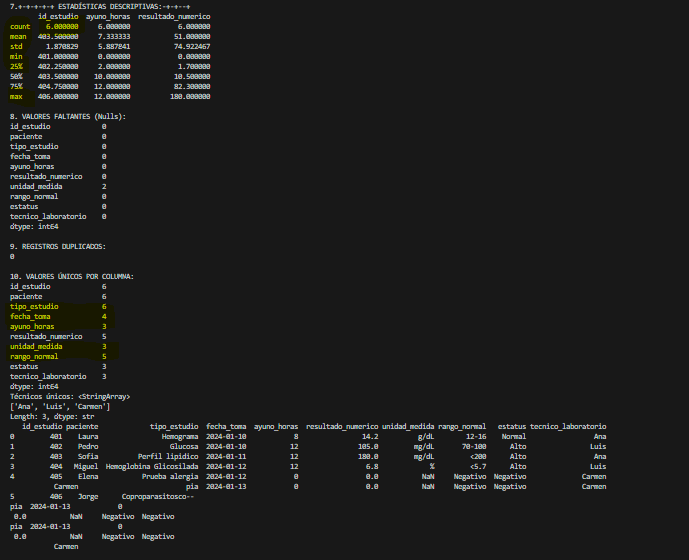 7.+-+-+-+-+ ESTADÍSTICAS DESCRIPTIVAS:-+-+--+
id_estudio ayuno_horas resultado_numerico
count 6.000000 6.000000 6.000000
mean 403.500000 7.333333 51.000000
std 1.870829 5.887841 74.922467
min 401.000000 0.000000 0.000000
25% 402.250000 2.000000 1.700000
50% 403.500000 10.000000 10.500000
75% 404.750000 12.000000 82.300000
max 406.000000 12.000000 180.000000
8. VALORES FALTANTES (Nulls):
id_estudio 0
paciente 0
tipo_estudio 0
fecha_toma 0
ayuno_horas 0
resultado_numerico 0
unidad_medida 2
rango_normal 0
estatus 0
tecnico_laboratorio 0
dtype: int64
9. REGISTROS DUPLICADOS:
0
10. VALORES ÚNICOS POR COLUMNA:
id_estudio 6
paciente 6
tipo_estudio 6
fecha_toma 4
ayuno_horas 3
resultado_numerico 5
unidad_medida 3
rango_normal 5
estatus 3
tecnico_laboratorio 3
dtype: int64
Técnicos únicos: <StringArray>
['Ana', 'Luis', 'Carmen']
Length: 3, dtype: str
id_estudio paciente tipo_estudio fecha_toma ayuno_horas resultado_numerico unidad_medida rango_normal estatus tecnico_laboratorio
0 401 Laura Hemograma 2024-01-10 8 14.2 g/dL 12-16 Normal Ana
1 402 Pedro Glucosa 2024-01-10 12 105.0 mg/dL 70-100 Alto Luis
2 403 Sofia Perfil lipidico 2024-01-11 12 180.0 mg/dL <200 Alto Ana
3 404 Miguel Hemoglobina Glicosilada 2024-01-12 12 6.8 % <5.7 Alto Luis
4 405 Elena Prueba alergia 2024-01-12 0 0.0 NaN Negativo Negativo Carmen
Carmen pia 2024-01-13 0 0.0 NaN Negativo Negativo Carmen
5 406 Jorge Coproparasitosco--
pia 2024-01-13 0
0.0 NaN Negativo Negativo
pia 2024-01-13 0
0.0 NaN Negativo Negativo
Carmen